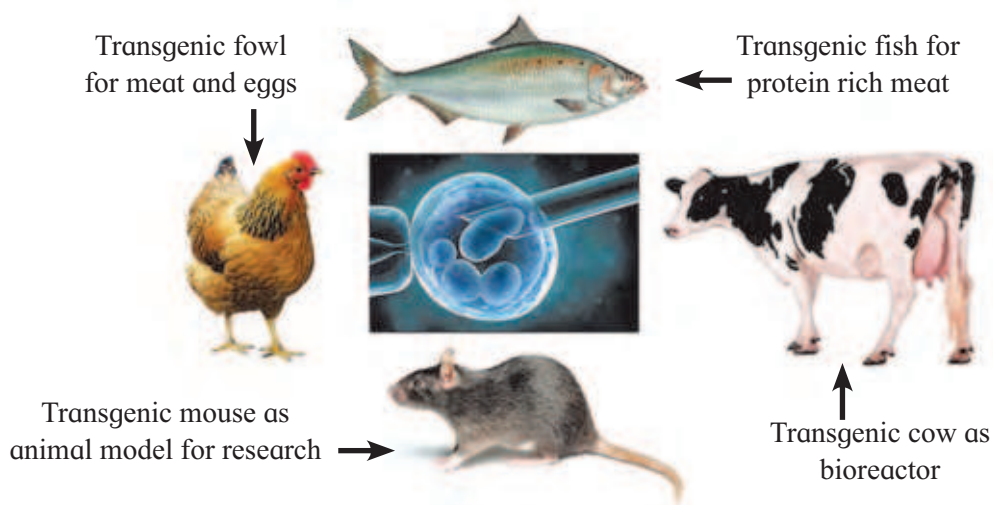 Transgenic fowl
for meat and eggs
Transgenic fish for
protein rich meat
Transgenic mouse as
animal model for research
Transgenic cow as
bioreactor